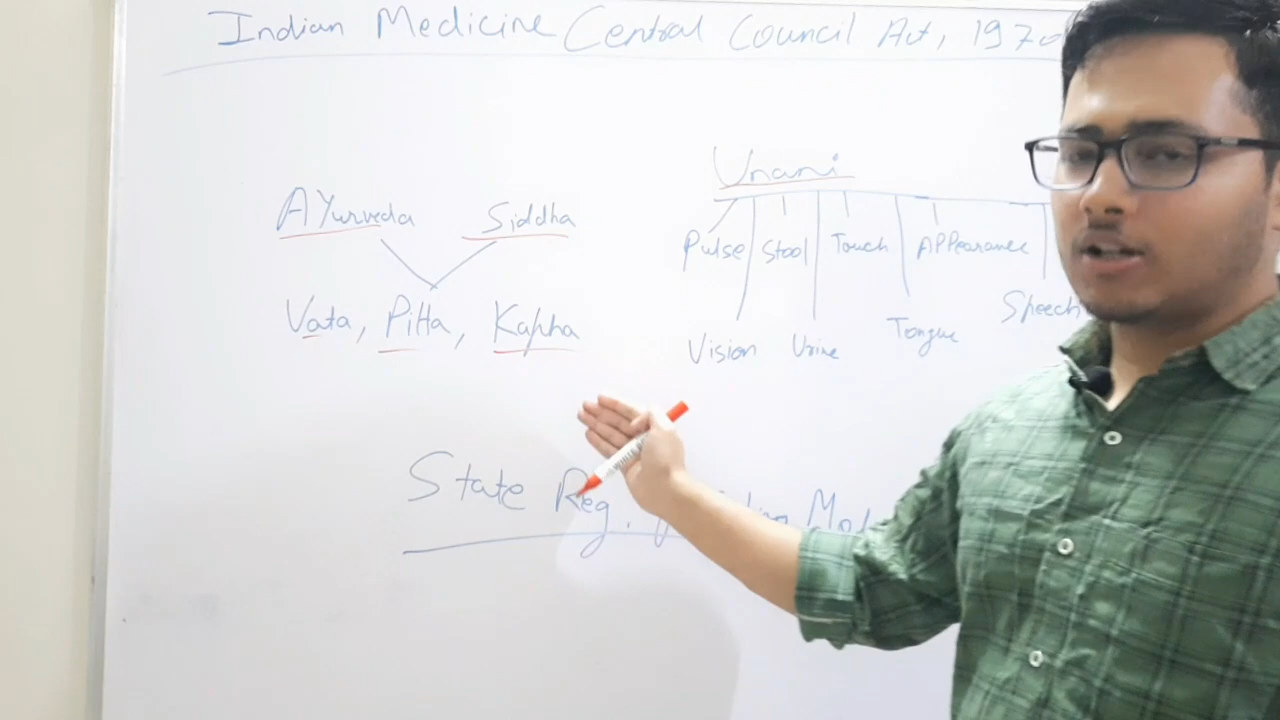 Indian Medicine Central Council Act, 1970
Ayurveda Siddha
Vata, Pitta, Kapha
Unani
Pulse Stool Touch Appearance
Vision Urine Tongue Speech
State Reg.